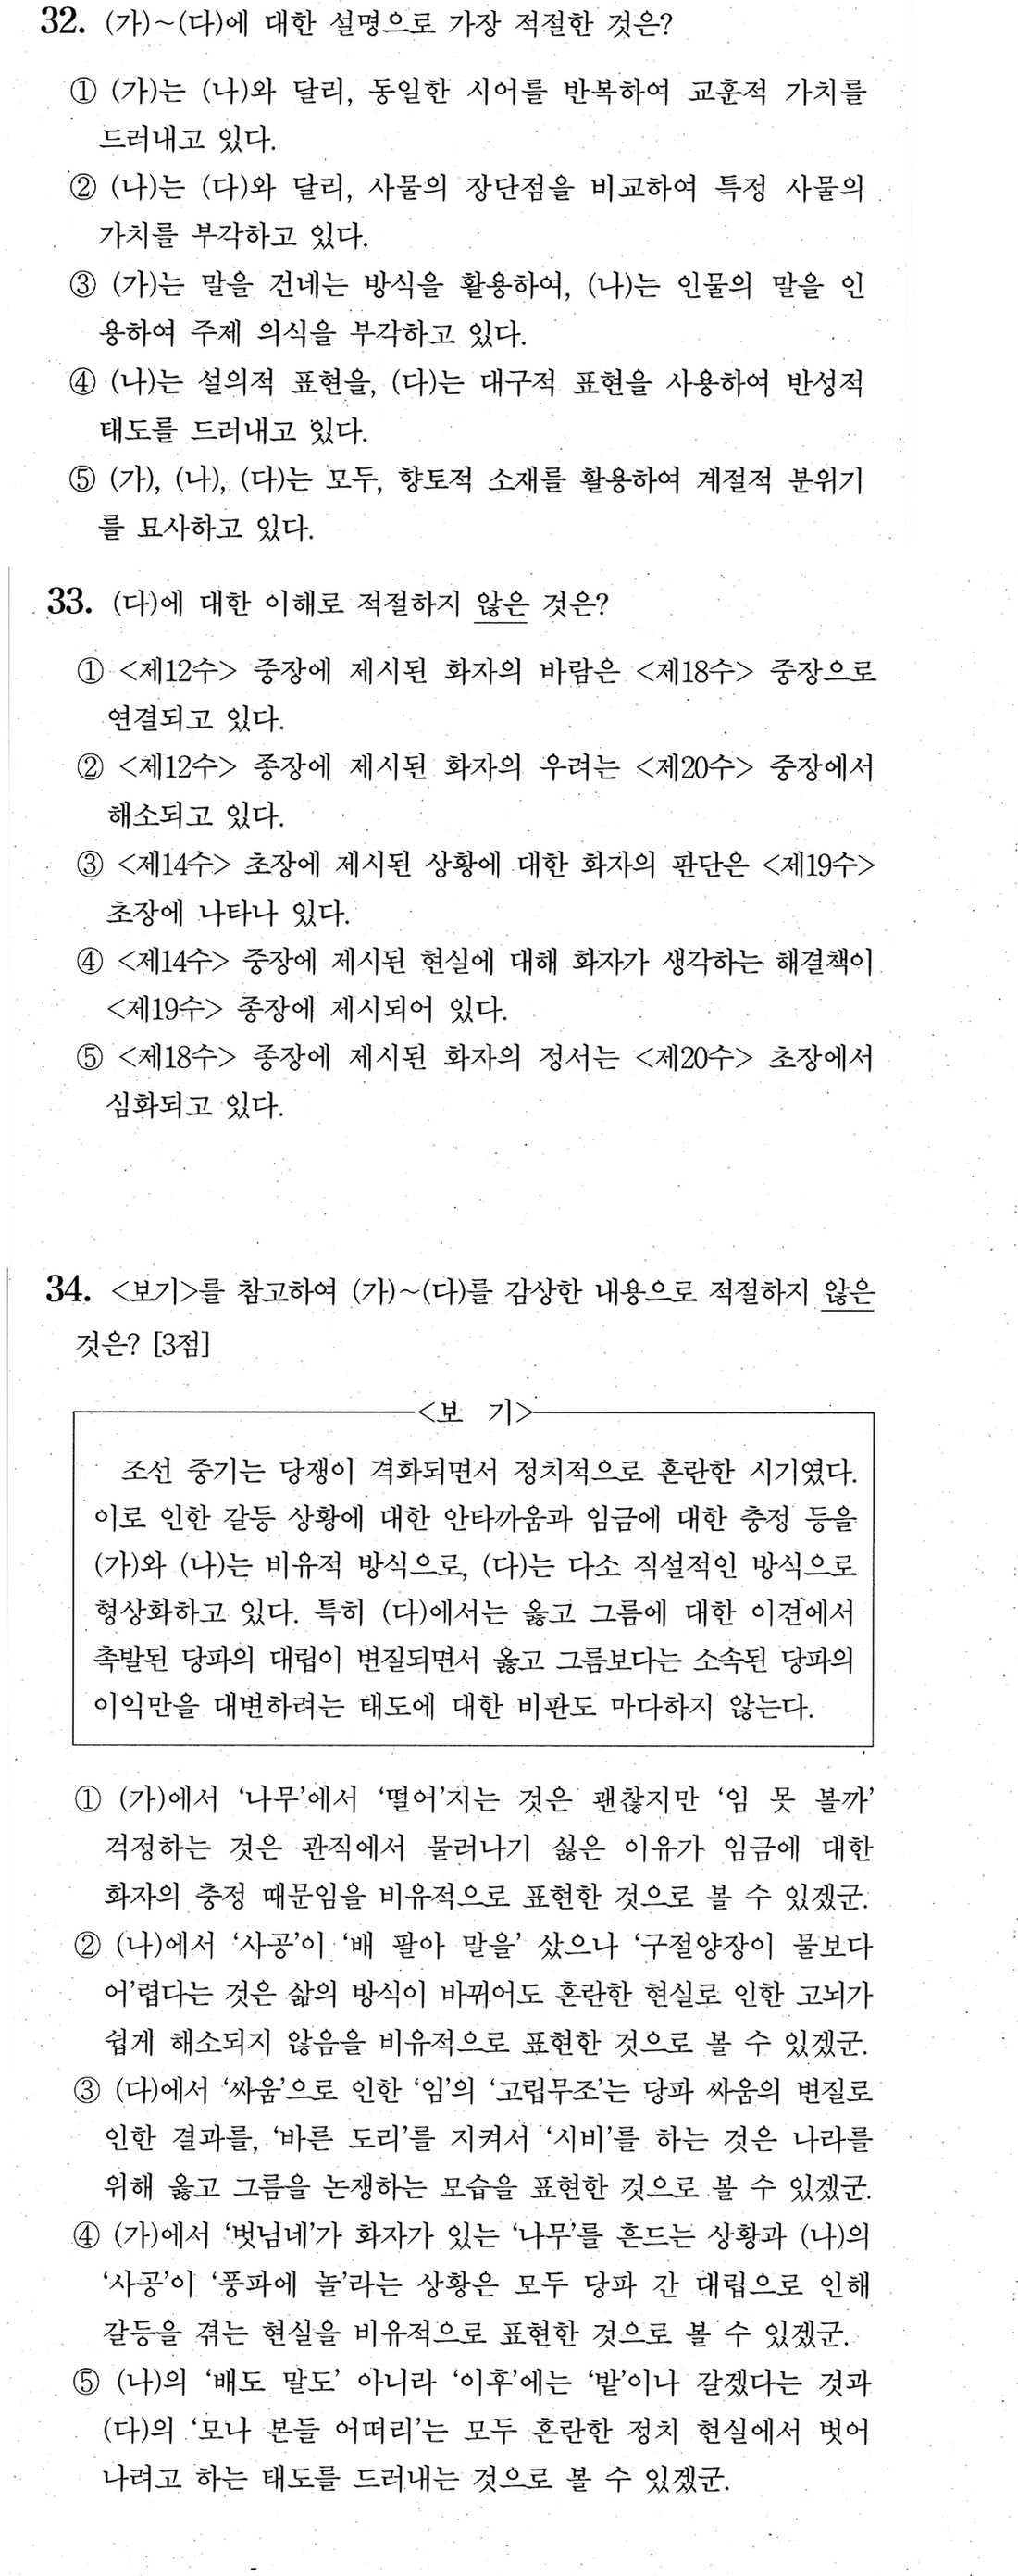 32. (가)~(다)에 대한 설명으로 가장 적절한 것은?
① (가)는 (나)와 달리, 동일한 시어를 반복하여 교훈적 가치를
드러내고 있다.
② (나)는 (다)와 달리, 사물의 장단점을 비교하여 특정 사물의
가치를 부각하고 있다.
③ (가)는 말을 건네는 방식을 활용하여, (나)는 인물의 말을 인
용하여 주제 의식을 부각하고 있다.
④ (나)는 설의적 표현을, (다)는 대구적 표현을 사용하여 반성적
태도를 드러내고 있다.
⑤ (가), (나), (다)는 모두, 향토적 소재를 활용하여 계절적 분위기
를 묘사하고 있다.
33. (다)에 대한 이해로 적절하지 않은 것은?
① <제12수> 중장에 제시된 화자의 바람은 <제18수> 중장으로
연결되고 있다.
② <제12수> 종장에 제시된 화자의 우려는 <제20수> 중장에서
해소되고 있다.
③ <제14수> 초장에 제시된 상황에 대한 화자의 판단은 <제19수>
초장에 나타나 있다.
④ <제14수> 중장에 제시된 현실에 대해 화자가 생각하는 해결책이
<제19수> 종장에 제시되어 있다.
⑤ <제18수> 종장에 제시된 화자의 정서는 <제20수> 초장에서
심화되고 있다.
34. <보기>를 참고하여 (가)~(다)를 감상한 내용으로 적절하지 않은
것은? [3점]
<보 기>
조선 중기는 당쟁이 격화되면서 정치적으로 혼란한 시기였다.
이로 인한 갈등 상황에 대한 안타까움과 임금에 대한 충정 등을
(가)와 (나)는 비유적 방식으로, (다)는 다소 직설적인 방식으로
형상화하고 있다. 특히 (다)에서는 옳고 그름에 대한 이견에서
촉발된 당파의 대립이 변질되면서 옳고 그름보다는 소속된 당파의
이익만을 대변하려는 태도에 대한 비판도 마다하지 않는다.
① (가)에서 ‘나무’에서 ‘떨어’지는 것은 괜찮지만 ‘임 못 볼까’
걱정하는 것은 관직에서 물러나기 싫은 이유가 임금에 대한
화자의 충정 때문임을 비유적으로 표현한 것으로 볼 수 있겠군.
② (나)에서 ‘사공’이 ‘배 팔아 말을’ 샀으나 ‘구절양장이 물보다
어’렵다는 것은 삶의 방식이 바뀌어도 혼란한 현실로 인한 고뇌가
쉽게 해소되지 않음을 비유적으로 표현한 것으로 볼 수 있겠군.
③ (다)에서 ‘싸움’으로 인한 ‘임’의 ‘고립무조’는 당파 싸움의 변질로
인한 결과를, ‘바른 도리’를 지켜서 ‘시비’를 하는 것은 나라를
위해 옳고 그름을 논쟁하는 모습을 표현한 것으로 볼 수 있겠군.
④ (가)에서 ‘벗님네’가 화자가 있는 ‘나무’를 흔드는 상황과 (나)의
‘사공’이 ‘풍파에 놀’라는 상황은 모두 당파 간 대립으로 인해
갈등을 겪는 현실을 비유적으로 표현한 것으로 볼 수 있겠군.
⑤ (나)의 ‘배도 말도’ 아니라 ‘이후’에는 ‘밭’이나 갈겠다는 것과
(다)의 ‘모나 본들 어떠리’는 모두 혼란한 정치 현실에서 벗어
나려고 하는 태도를 드러내는 것으로 볼 수 있겠군.